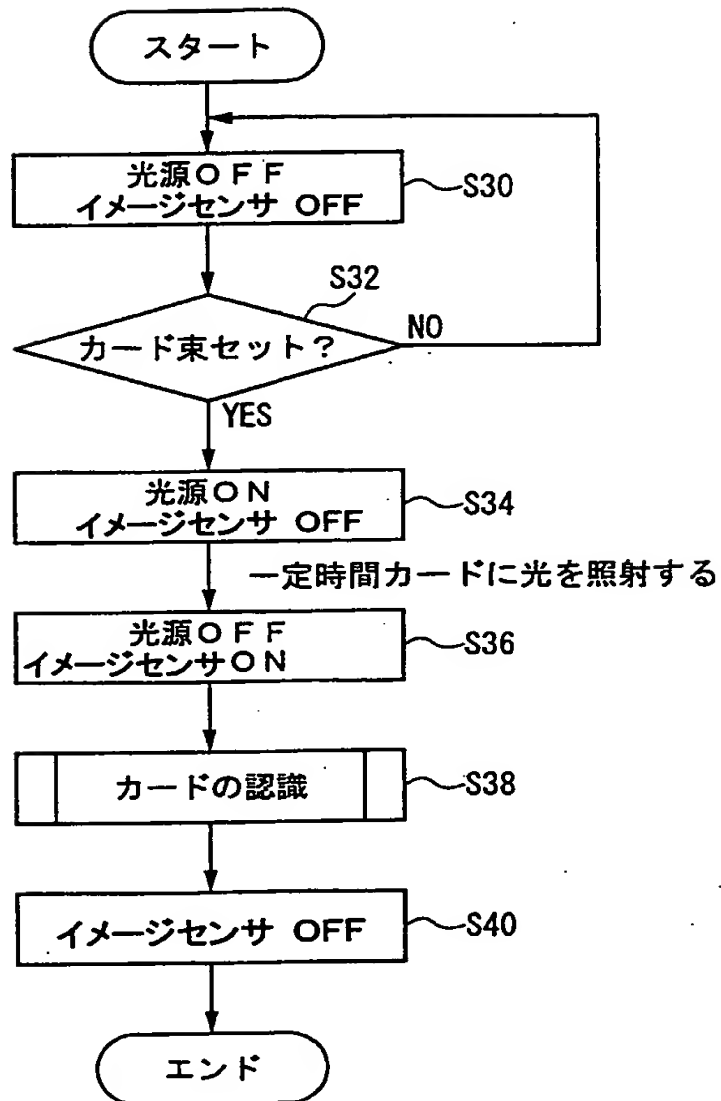 スタート
光源OFF
イメージセンサ OFF
S30
S32
カード束セット?
NO
YES
光源ON
イメージセンサ OFF
S34
一定時間カードに光を照射する
光源OFF
イメージセンサON
S36
カードの認識
S38
イメージセンサ OFF
S40
エンド